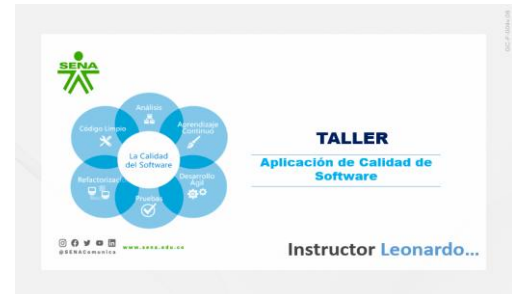 SENA
Análisis
Código Limpio
Aprendizaje
Continuo
La Calidad
del Software
Refactorizar
Desarrollo
Ágil
Pruebas
TALLER
Aplicación de Calidad de
Software
@SENAComunica
www.sena.edu.co
Instructor Leonardo...